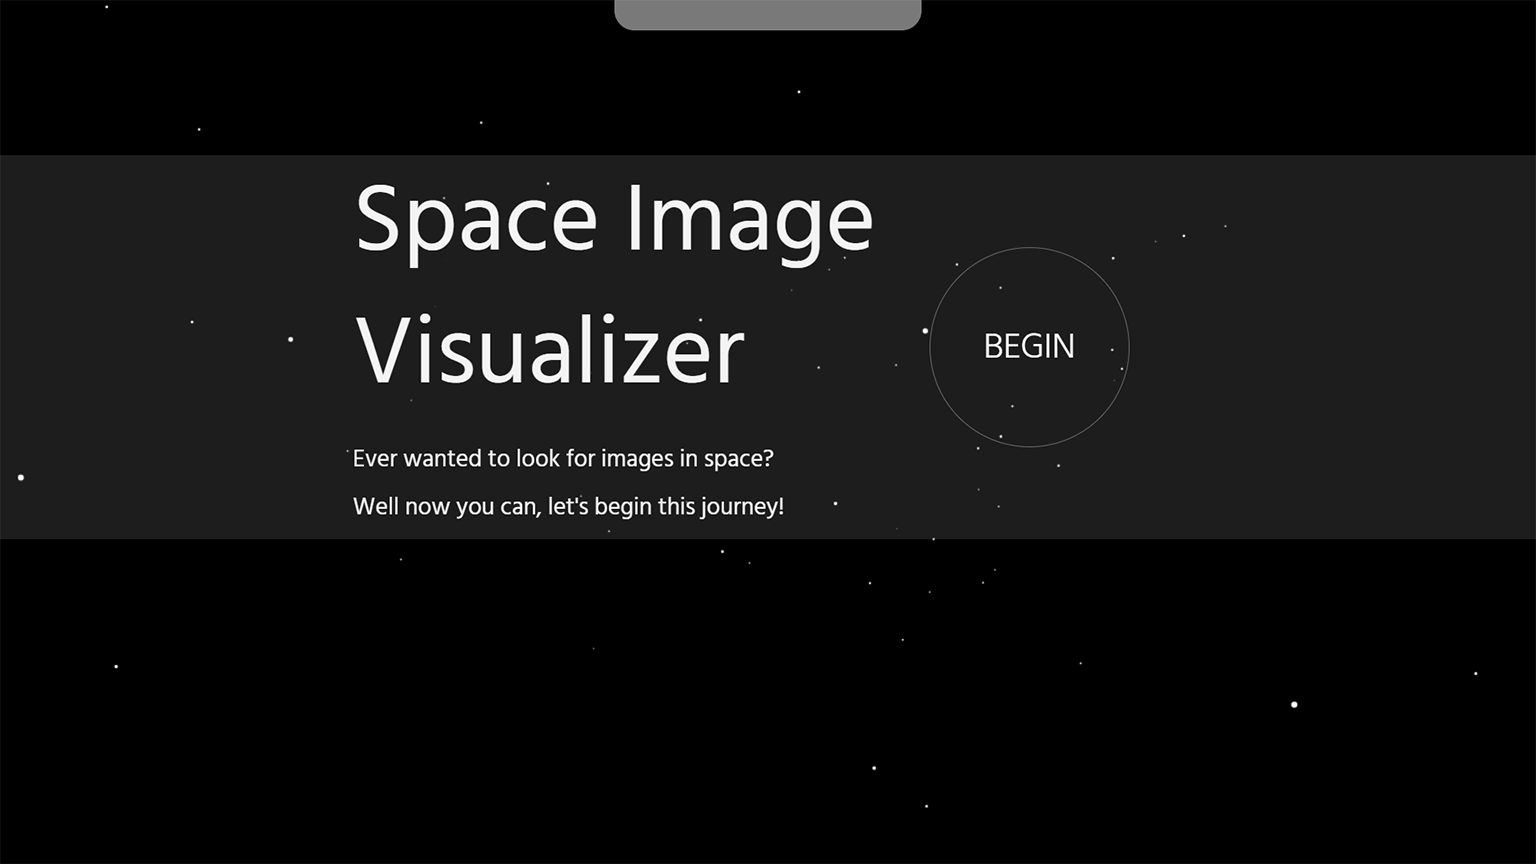 Space Image
Visualizer
BEGIN
Ever wanted to look for images in space?
Well now you can, let's begin this journey!